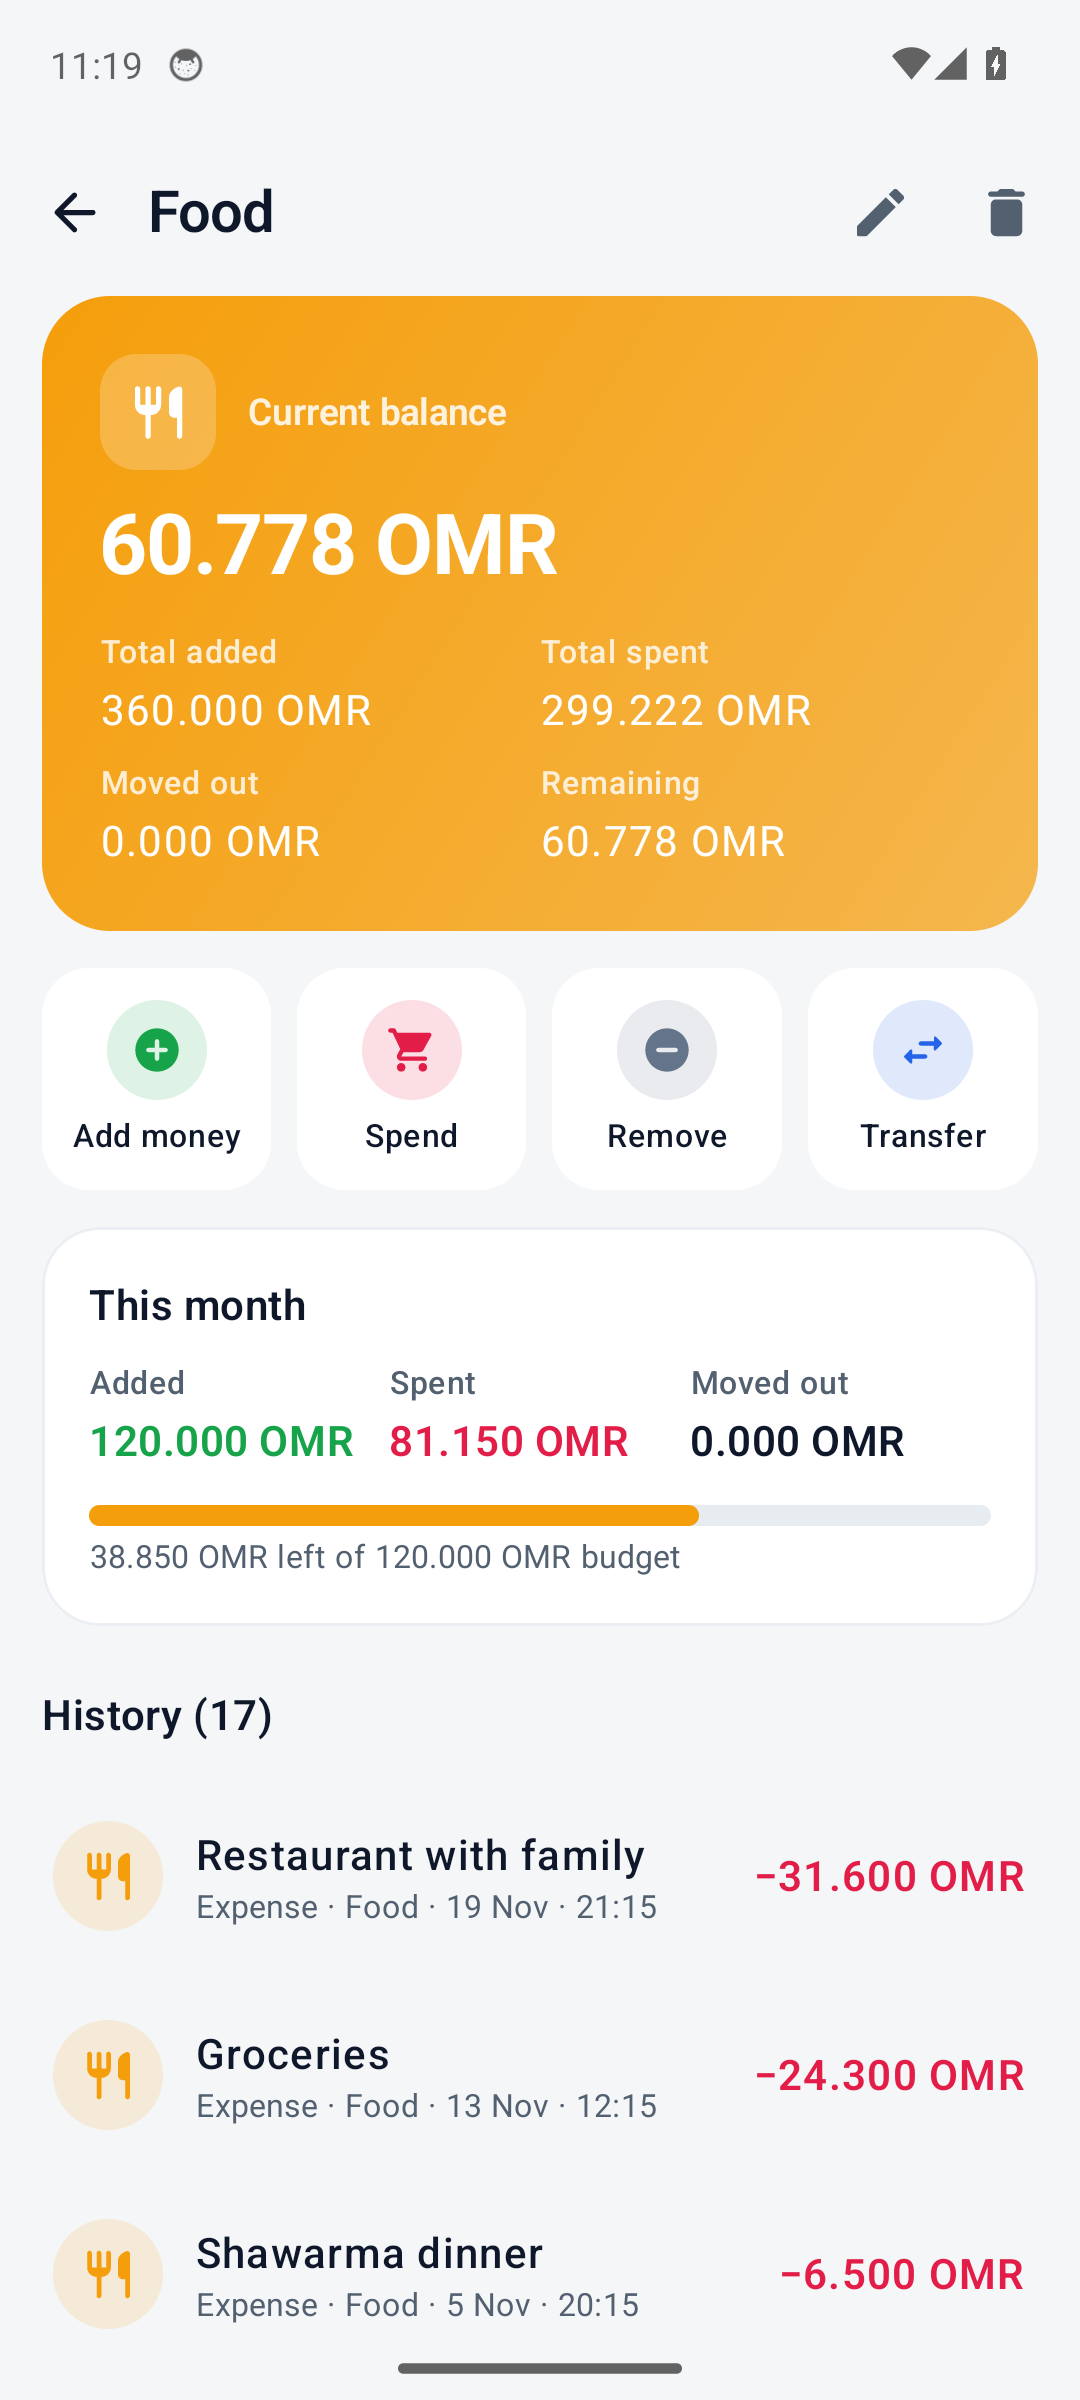 11:19
Food
Current balance
60.778 OMR
Total added
Total spent
360.000 OMR
299.222 OMR
Moved out
Remaining
0.000 OMR
60.778 OMR
Add money
Spend
Remove
Transfer
This month
Added
Spent
Moved out
120.000 OMR
81.150 OMR
0.000 OMR
38.850 OMR left of 120.000 OMR budget
History (17)
Restaurant with family
Expense · Food · 19 Nov · 21:15
−31.600 OMR
Groceries
Expense · Food · 13 Nov · 12:15
−24.300 OMR
Shawarma dinner
Expense · Food · 5 Nov · 20:15
−6.500 OMR